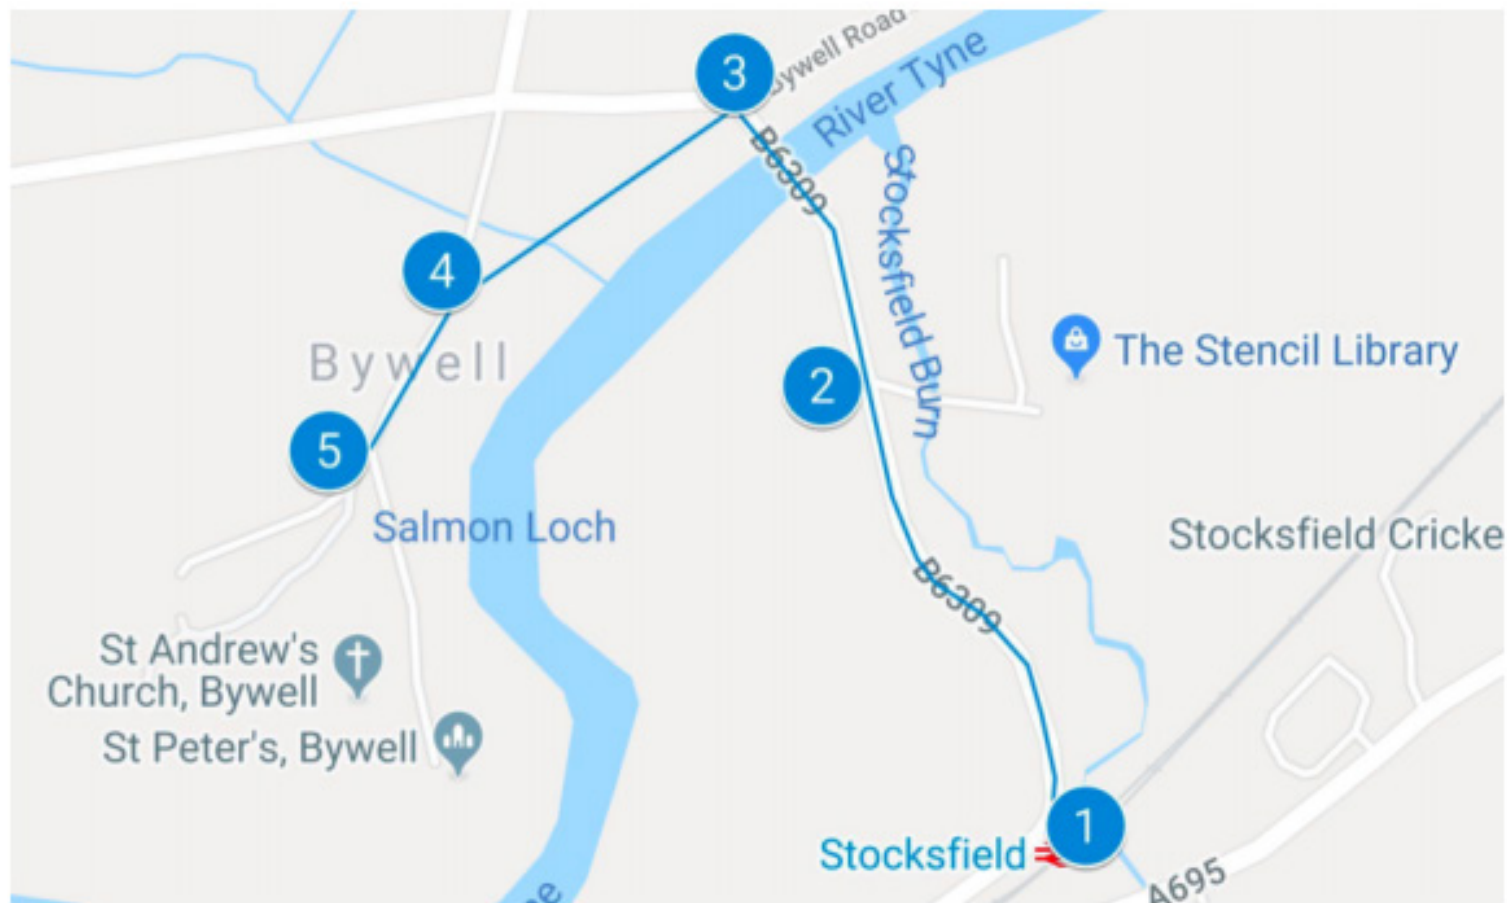 3
Bywell Road
River Tyne
B6309
Stocksfield Burn
4
The Stencil Library
Bywell
2
5
Salmon Loch
Stocksfield Cricke
B6309
St Andrew's
Church, Bywell
St Peter's, Bywell
1
Stocksfield
A695
ne